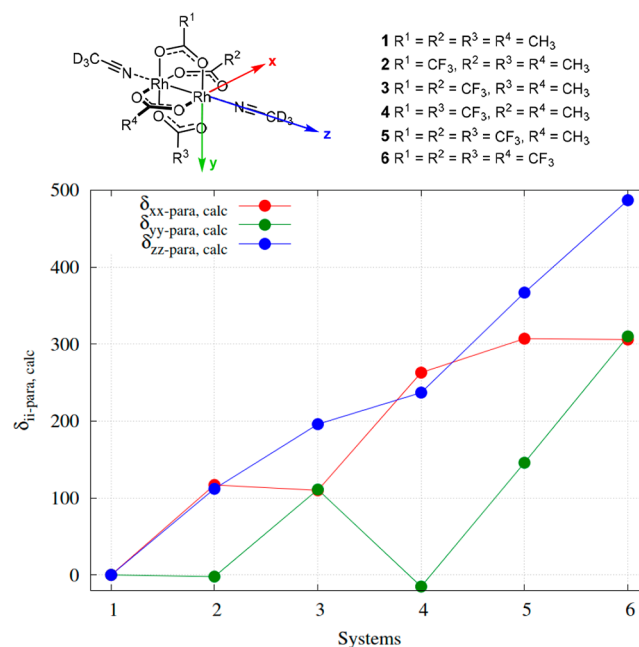 R¹
D₃C
N
O
O
O
R²
x
Rh
O
O
O
Rh
N
CD₃
R⁴
O
O
R³
z
y
1 R¹ = R² = R³ = R⁴ = CH₃
2 R¹ = CF₃, R² = R³ = R⁴ = CH₃
3 R¹ = R² = CF₃, R³ = R⁴ = CH₃
4 R¹ = R³ = CF₃, R² = R⁴ = CH₃
5 R¹ = R² = R³ = CF₃, R⁴ = CH₃
6 R¹ = R² = R³ = R⁴ = CF₃
δxx-para, calc
δyy-para, calc
δzz-para, calc
500
400
300
200
100
0
δii-para, calc
1 2 3 4 5 6
Systems